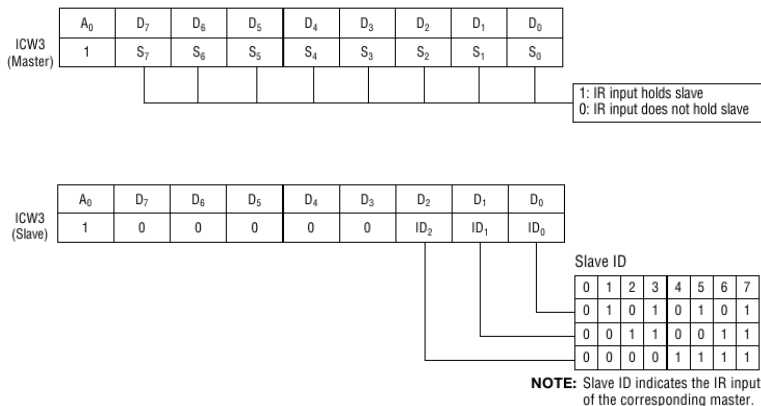 A₀ D₇ D₆ D₅ D₄ D₃ D₂ D₁ D₀
ICW3
(Master)
1 S₇ S₆ S₅ S₄ S₃ S₂ S₁ S₀
1: IR input holds slave
0: IR input does not hold slave
A₀ D₇ D₆ D₅ D₄ D₃ D₂ D₁ D₀
ICW3
(Slave)
1 0 0 0 0 0 ID₂ ID₁ ID₀
Slave ID
0 1 2 3 4 5 6 7
0 1 0 1 0 1 0 1
0 0 1 1 0 0 1 1
0 0 0 0 1 1 1 1
NOTE: Slave ID indicates the IR input
of the corresponding master.